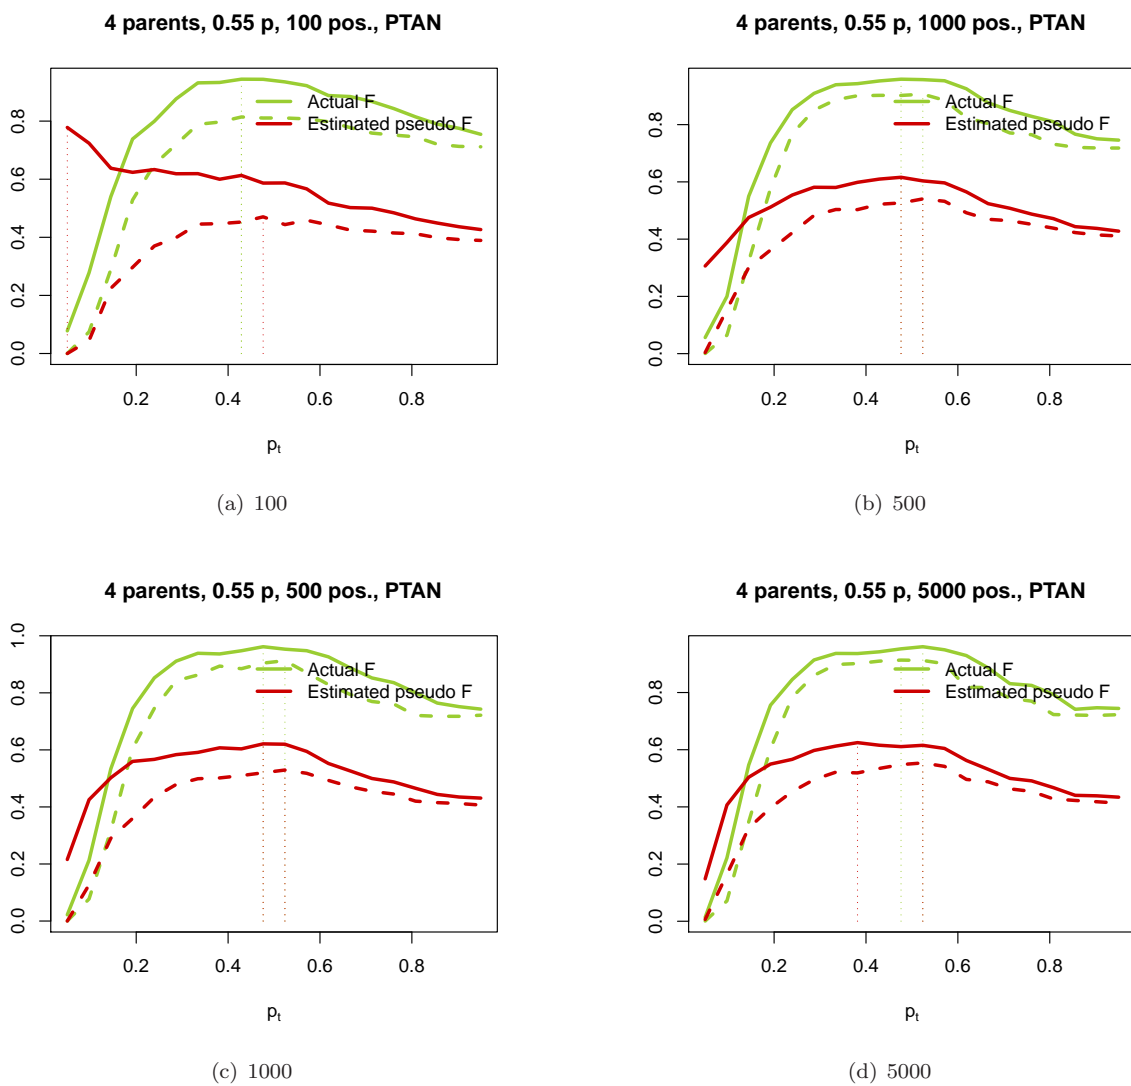 4 parents, 0.55 p, 100 pos., PTAN
0.0 0.2 0.4 0.6 0.8
Actual F
Estimated pseudo F
0.2 0.4 0.6 0.8
pt
(a) 100
4 parents, 0.55 p, 1000 pos., PTAN
0.0 0.2 0.4 0.6 0.8
Actual F
Estimated pseudo F
0.2 0.4 0.6 0.8
pt
(b) 500
4 parents, 0.55 p, 500 pos., PTAN
0.0 0.2 0.4 0.6 0.8 1.0
Actual F
Estimated pseudo F
0.2 0.4 0.6 0.8
pt
(c) 1000
4 parents, 0.55 p, 5000 pos., PTAN
0.0 0.2 0.4 0.6 0.8
Actual F
Estimated pseudo F
0.2 0.4 0.6 0.8
pt
(d) 5000